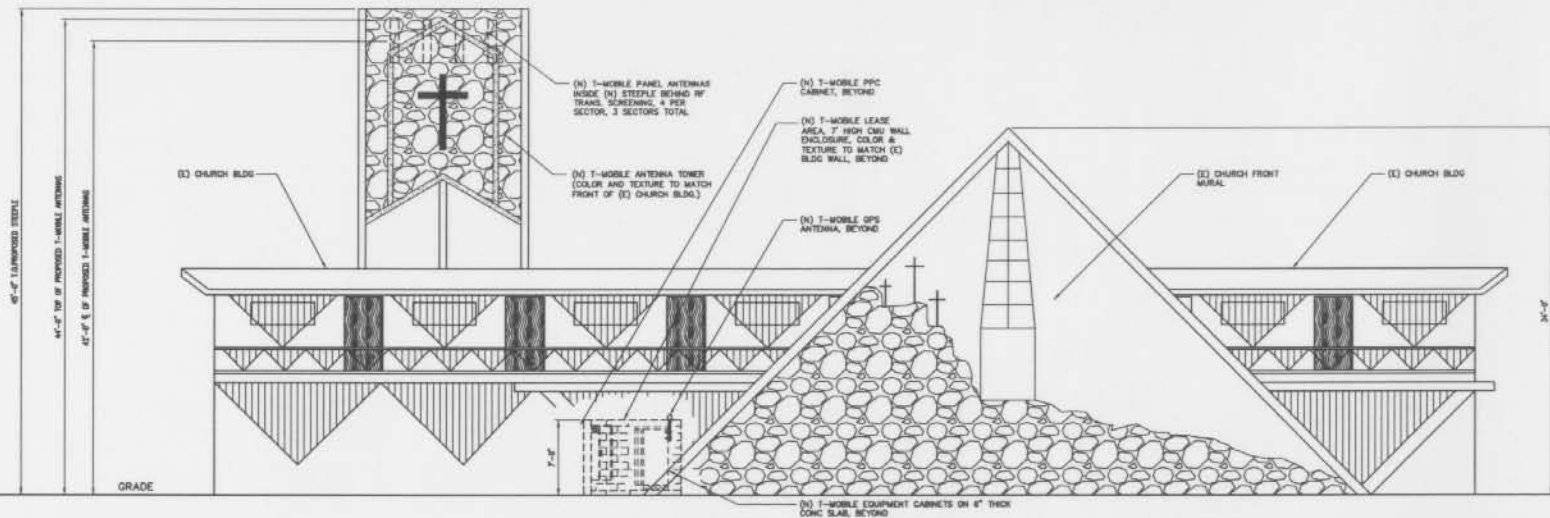 (N) T-MOBILE PANEL ANTENNAS
INSIDE (N) STEEPLE BEHIND RF
TRANS. SCREENING, 4 PER
SECTOR, 3 SECTORS TOTAL
(N) T-MOBILE ANTENNA TOWER
(COLOR AND TEXTURE TO MATCH
FRONT OF (E) CHURCH BLDG.)
(N) T-MOBILE PPC
CABINET, BEYOND
(N) T-MOBILE LEASE
AREA, 7' HIGH CMU WALL
ENCLOSURE, COLOR &
TEXTURE TO MATCH (E)
BLDG WALL, BEYOND
(N) T-MOBILE GPS
ANTENNA, BEYOND
(E) CHURCH BLDG
(E) CHURCH FRONT
MURAL
(E) CHURCH BLDG
45'-0" T.O.PROPOSED STEEPLE
44'-0" TOP OF PROPOSED T-MOBILE ANTENNAS
OF PROPOSED T-MOBILE ANTENNAS
34'-0"
7'-0"
GRADE
(N) T-MOBILE EQUIPMENT CABINETS ON 6" THICK
CONC SLAB, BEYOND